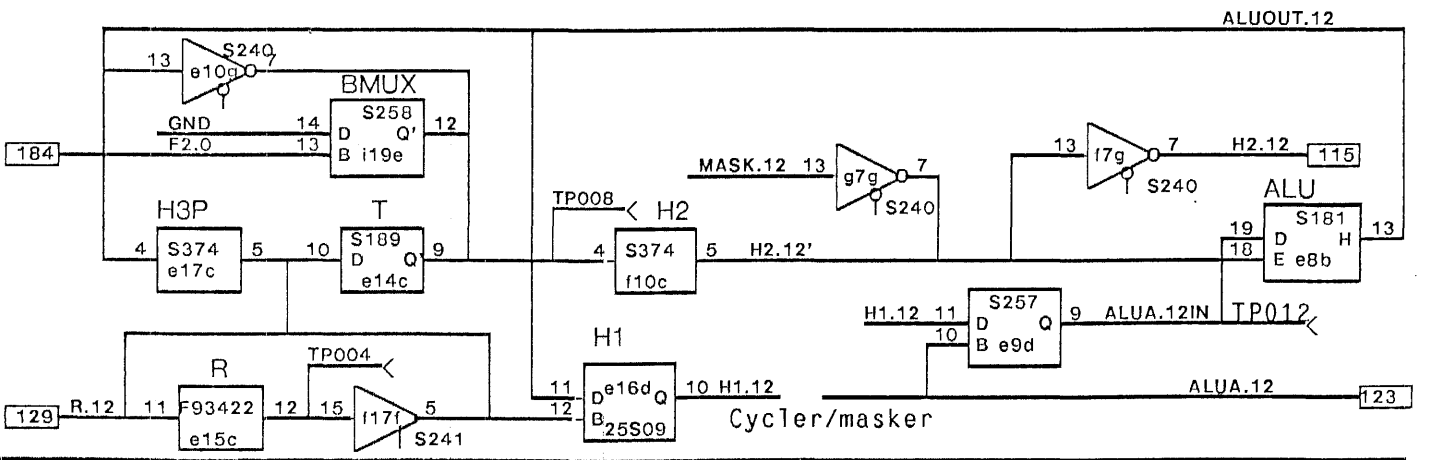 ALUOUT.12
S240
13 e10g 7
BMUX
S258
GND 14 D Q' 12
184 F2.0 13 B i19e
MASK.12 13 g7g 7
S240
13 f7g 7 H2.12 115
S240
ALU
S181
19 D H 13
18 E e8b
H3P
4 S374 5
e17c
T
S189
10 D Q' 9
e14c
TP008
H2
4 S374 5 H2.12'
f10c
S257
H1.12 11 D Q 9 ALUA.12IN TP012
10 B e9d
R
TP004
129 R.12 11 F93422 12 15 f17f 5
e15c S241
H1
11 D e16d Q 10 H1.12
12 B 25S09
Cycler/masker
ALUA.12 123